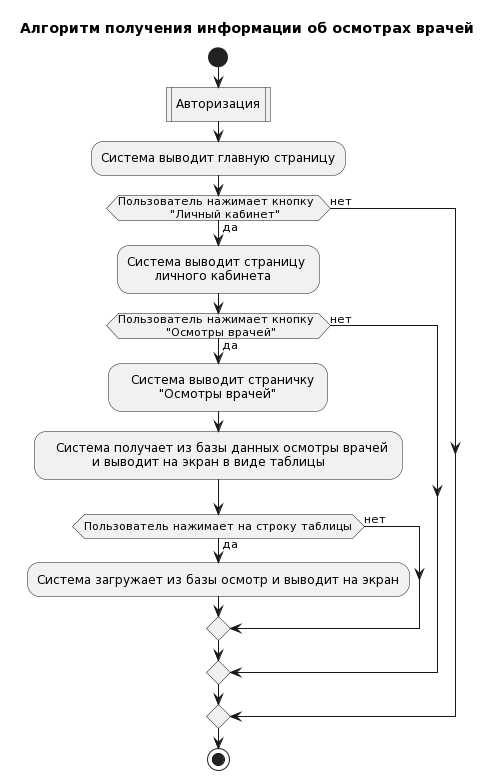 Алгоритм получения информации об осмотрах врачей
Авторизация
Система выводит главную страницу
Пользователь нажимает кнопку
"Личный кабинет"
нет
да
Система выводит страницу
личного кабинета
Пользователь нажимает кнопку
"Осмотры врачей"
нет
да
Система выводит страничку
"Осмотры врачей"
Система получает из базы данных осмотры врачей
и выводит на экран в виде таблицы
Пользователь нажимает на строку таблицы
нет
да
Система загружает из базы осмотр и выводит на экран